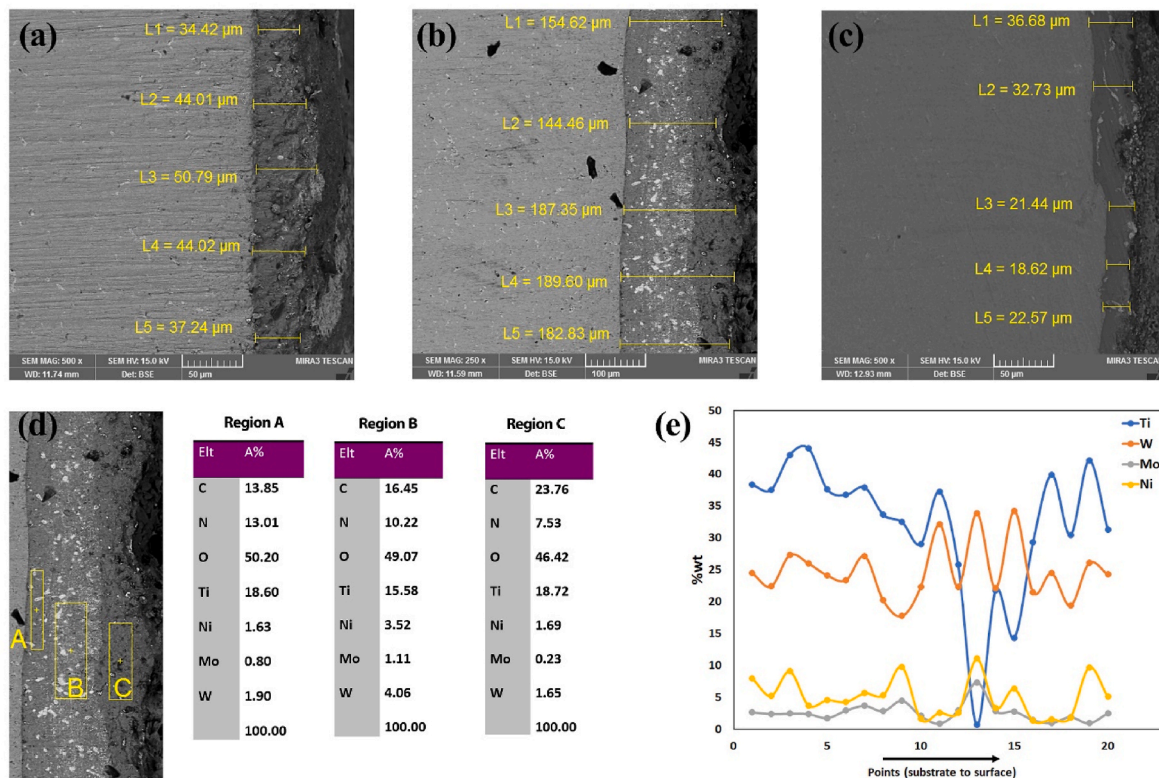 (a)
L1 = 34.42 µm
L2 = 44.01 µm
L3 = 50.79 µm
L4 = 44.02 µm
L5 = 37.24 µm
SEM MAG: 500 x
SEM HV: 15.0 kV
MIRA3 TESCAN
WD: 11.74 mm
Det: BSE
50 µm
(b)
L1 = 154.62 µm
L2 = 144.46 µm
L3 = 187.35 µm
L4 = 189.60 µm
L5 = 182.83 µm
SEM MAG: 250 x
SEM HV: 15.0 kV
MIRA3 TESCAN
WD: 11.59 mm
Det: BSE
100 µm
(c)
L1 = 36.68 µm
L2 = 32.73 µm
L3 = 21.44 µm
L4 = 18.62 µm
L5 = 22.57 µm
SEM MAG: 500 x
SEM HV: 15.0 kV
MIRA3 TESCAN
WD: 12.93 mm
Det: BSE
50 µm
(d)
A
B
C
Region A
Elt A%
C 13.85
N 13.01
O 50.20
Ti 18.60
Ni 1.63
Mo 0.80
W 1.90
100.00
Region B
Elt A%
C 16.45
N 10.22
O 49.07
Ti 15.58
Ni 3.52
Mo 1.11
W 4.06
100.00
Region C
Elt A%
C 23.76
N 7.53
O 46.42
Ti 18.72
Ni 1.69
Mo 0.23
W 1.65
100.00
(e)
Ti
W
Mo
Ni
50
45
40
35
30
25
20
15
10
5
0
%wt
0 5 10 15 20
Points (substrate to surface)